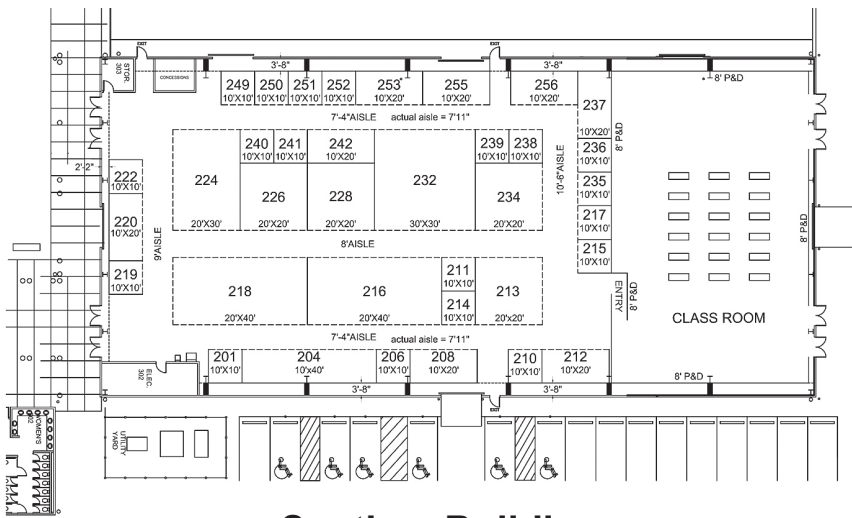 EXIT
EXIT
STOR.
303
CONCESSIONS
3'-8"
3'-8"
8' P&D
249
10'X10'
250
10'X10'
251
10'X10'
252
10'X10'
253
10'X20'
255
10'X20'
256
10'X20'
237
10'X20'
8' P&D
7'-4"AISLE actual aisle = 7'11"
240
10'X10'
241
10'X10'
242
10'X20'
239
10'X10'
238
10'X10'
10'-6"AISLE
236
10'X10'
2'-2"
222
10'X10'
224
20'X30'
226
20'X20'
228
20'X20'
232
30'X30'
234
20'X20'
235
10'X10'
220
10'X20'
9'AISLE
217
10'X10'
8' P&D
8'AISLE
215
10'X10'
219
10'X10'
218
20'X40'
216
20'X40'
211
10'X10'
214
10'X10'
213
20'x20'
ENTRY
8' P&D
CLASS ROOM
7'-4"AISLE actual aisle = 7'11"
201
10'X10'
204
10'x40'
206
10'X10'
208
10'X20'
210
10'X10'
212
10'X20'
ELEC.
302
8' P&D
3'-8"
3'-8"
EXIT
WOMEN'S
302
UTILITY
YARD